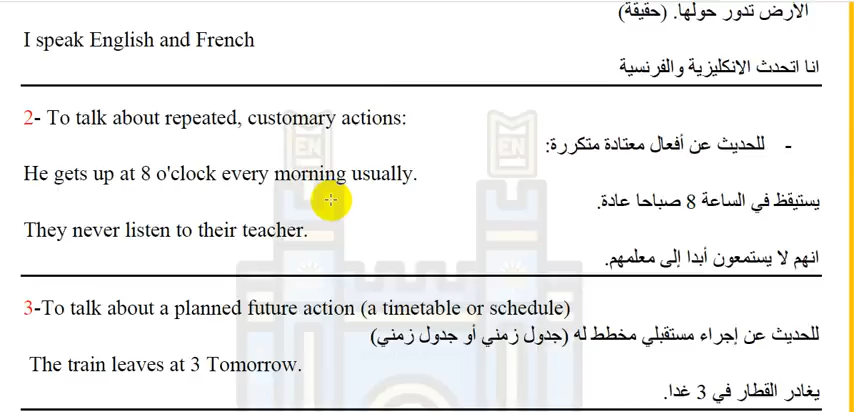 الأرض تدور حولها. (حقيقة)
I speak English and French
انا اتحدث الانكليزية والفرنسية
2- To talk about repeated, customary actions:
- للحديث عن أفعال معتادة متكررة:
He gets up at 8 o'clock every morning usually.
يستيقظ في الساعة 8 صباحا عادة.
They never listen to their teacher.
انهم لا يستمعون أبدا إلى معلمهم.
3-To talk about a planned future action (a timetable or schedule)
للحديث عن إجراء مستقبلي مخطط له (جدول زمني أو جدول زمني)
The train leaves at 3 Tomorrow.
يغادر القطار في 3 غدا.
EN
EN